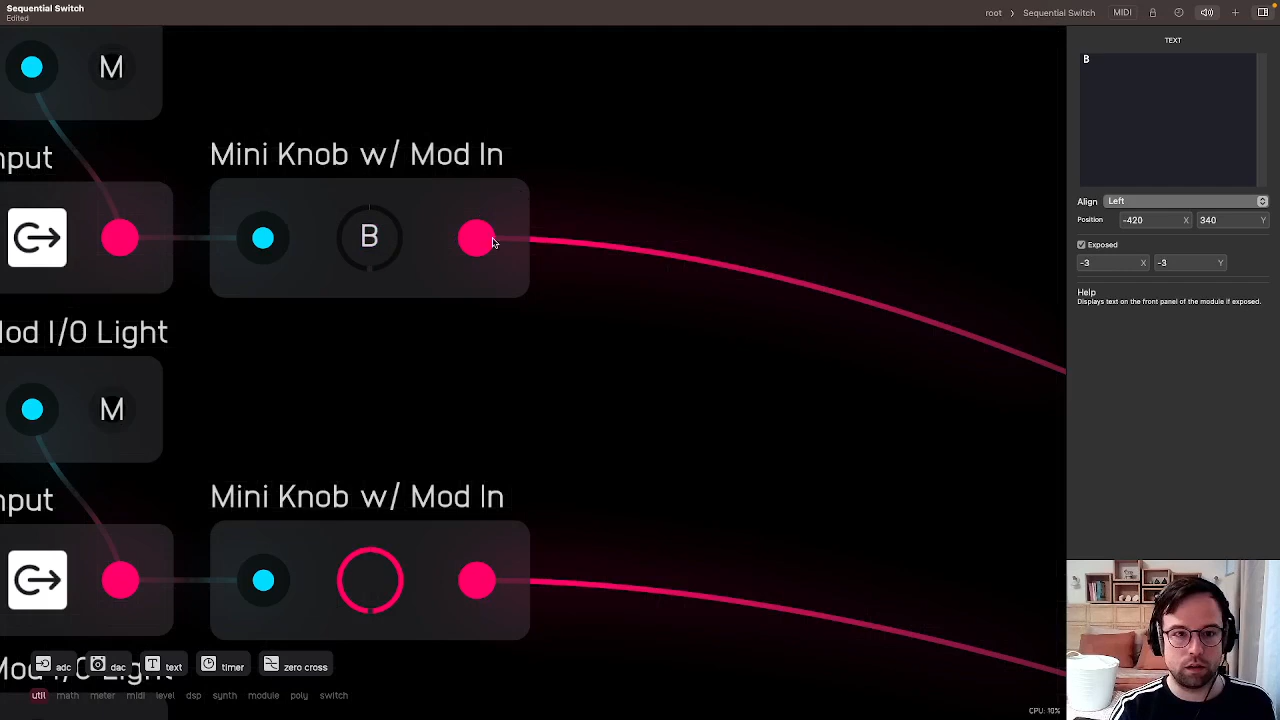 Sequential Switch
Edited
root
Sequential Switch
MIDI
TEXT
B
M
nput
Mini Knob w/ Mod In
B
Align
Left
Position
-420
X
340
Y
Exposed
-3
X
-3
Y
Help
Displays text on the front panel of the module if exposed.
Mod I/O Light
M
nput
Mini Knob w/ Mod In
Mod I/O Light
adc
dac
T
text
timer
zero cross
util
math
meter
midi
level
dsp
synth
module
poly
switch
CPU: 10%